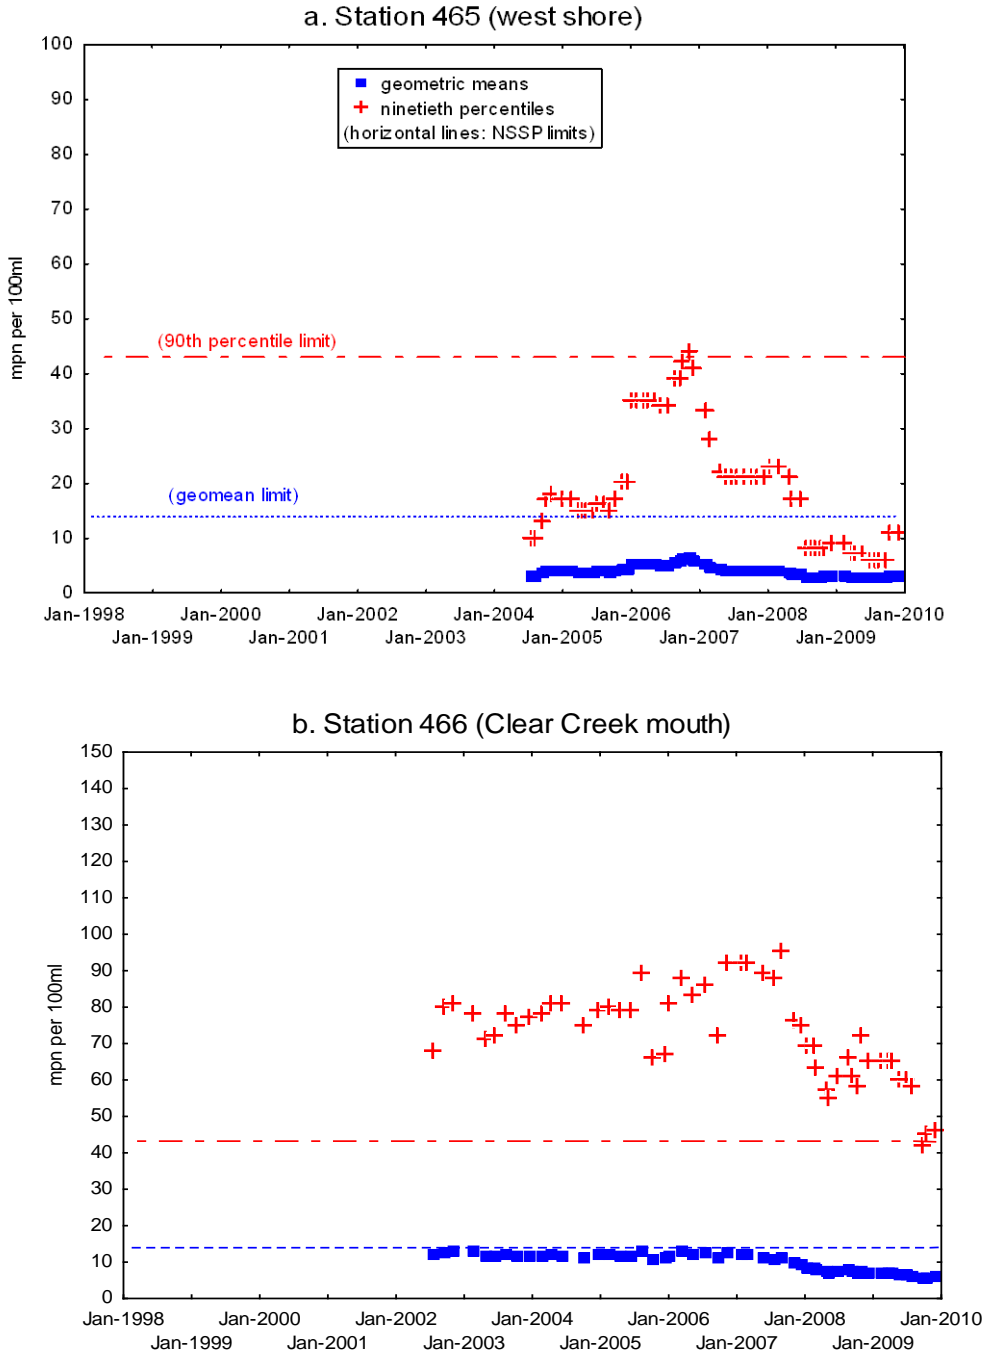 a. Station 465 (west shore)
100
90
80
70
60
50
40
30
20
10
0
mpn per 100ml
geometric means
ninetieth percentiles
(horizontal lines: NSSP limits)
(90th percentile limit)
(geomean limit)
Jan-1998 Jan-2000 Jan-2002 Jan-2004 Jan-2006 Jan-2008 Jan-2010
Jan-1999 Jan-2001 Jan-2003 Jan-2005 Jan-2007 Jan-2009
b. Station 466 (Clear Creek mouth)
150
140
130
120
110
100
90
80
70
60
50
40
30
20
10
0
mpn per 100ml
Jan-1998 Jan-2000 Jan-2002 Jan-2004 Jan-2006 Jan-2008 Jan-2010
Jan-1999 Jan-2001 Jan-2003 Jan-2005 Jan-2007 Jan-2009